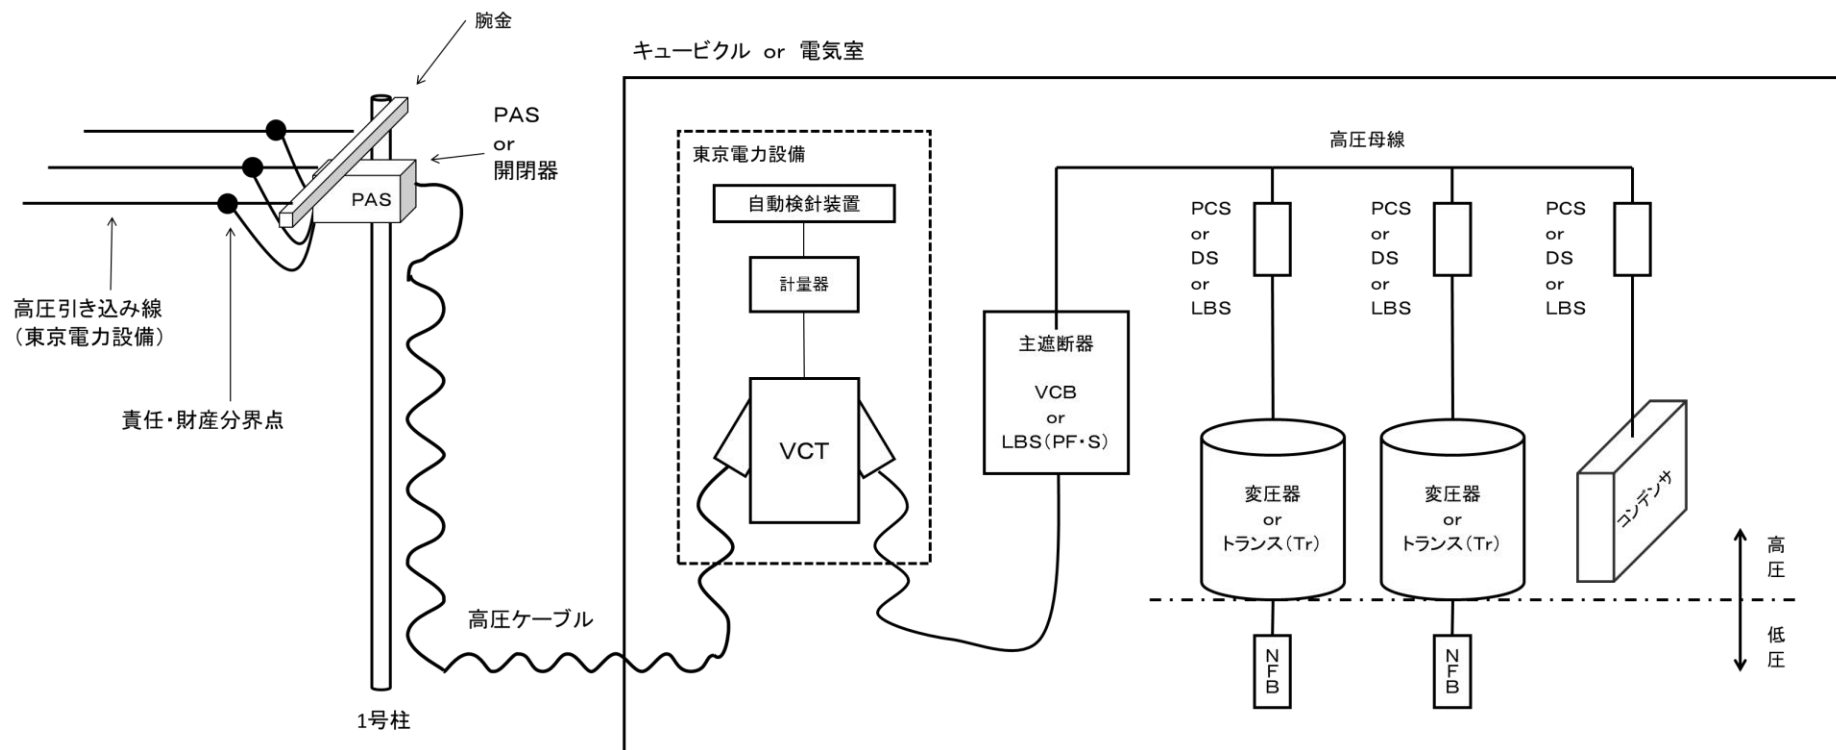 腕金
キュービクル or 電気室
PAS
or
開閉器
PAS
高圧引き込み線
（東京電力設備）
責任・財産分界点
1号柱
高圧ケーブル
東京電力設備
自動検針装置
計量器
VCT
主遮断器
VCB
or
LBS（PF・S）
高圧母線
PCS
or
DS
or
LBS
PCS
or
DS
or
LBS
PCS
or
DS
or
LBS
変圧器
or
トランス（Tr）
変圧器
or
トランス（Tr）
コンデンサ
高圧
低圧
NFB
NFB